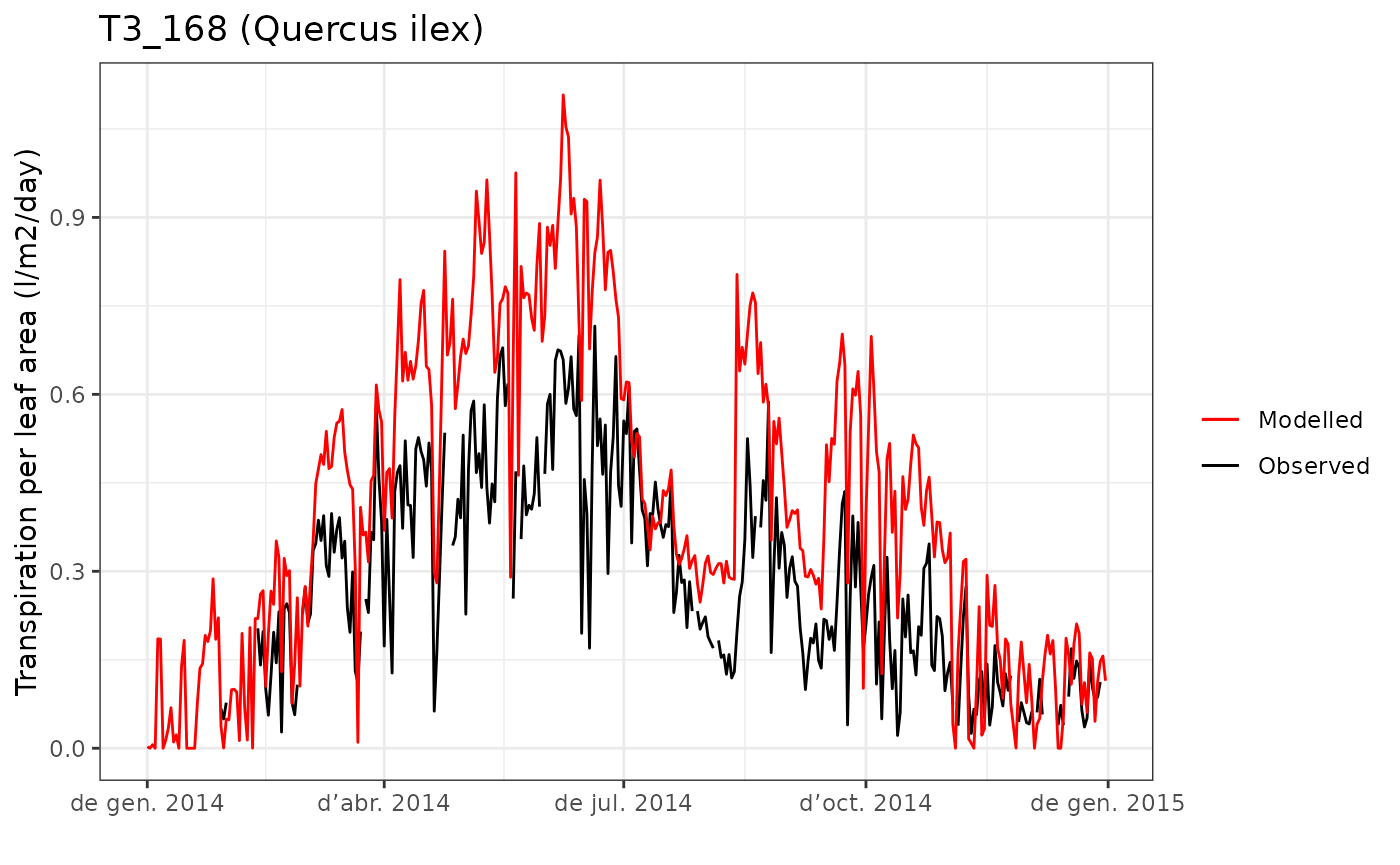 T3_168 (Quercus ilex)
Transpiration per leaf area (l/m2/day)
0.9
0.6
0.3
0.0
de gen. 2014
d’abr. 2014
de jul. 2014
d’oct. 2014
de gen. 2015
Modelled
Observed